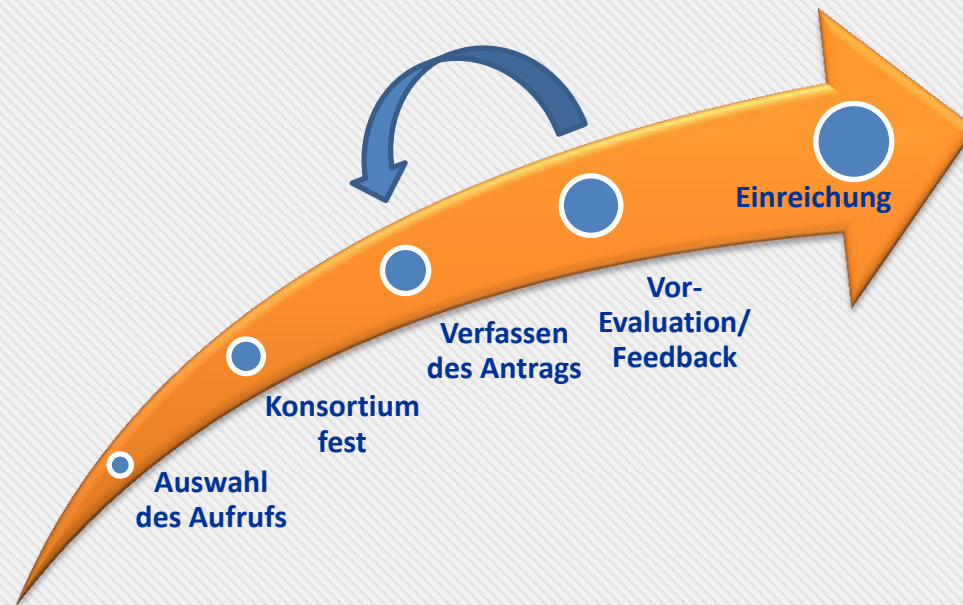 Auswahl
des Aufrufs
Konsortium
fest
Verfassen
des Antrags
Vor-
Evaluation/
Feedback
Einreichung